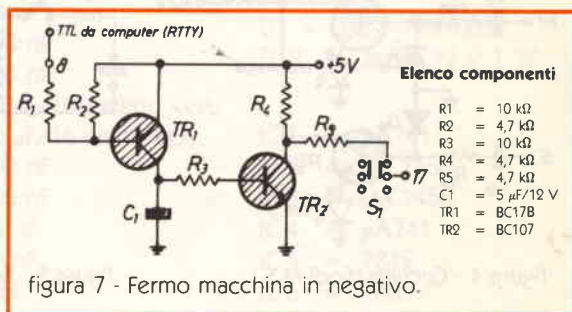 TTL da computer (RTTY)
8
+5V
R1
R2
TR1
R4
R9
R3
TR2
C1
S1
17
Elenco componenti
R1 = 10 kΩ
R2 = 4,7 kΩ
R3 = 10 kΩ
R4 = 4,7 kΩ
R5 = 4,7 kΩ
C1 = 5 µF/12 V
TR1 = BC17B
TR2 = BC107
figura 7 - Fermo macchina in negativo.